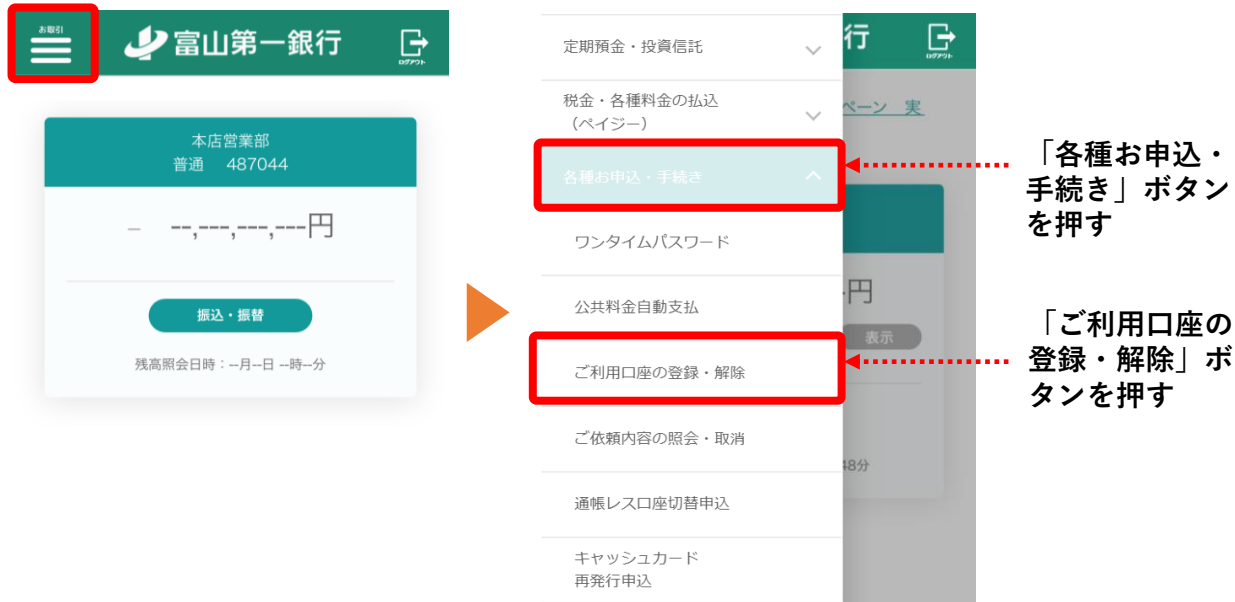 お取引
富山第一銀行
ログアウト
本店営業部
普通 487044
– --,---,---,---円
振込・振替
残高照会日時：--月--日 --時--分
定期預金・投資信託
税金・各種料金の払込
（ペイジー）
各種お申込・手続き
ワンタイムパスワード
公共料金自動支払
ご利用口座の登録・解除
ご依頼内容の照会・取消
通帳レス口座切替申込
キャッシュカード
再発行申込
行
ログアウト
ペーン 実
-円
表示
48分
「各種お申込・
手続き」ボタン
を押す
「ご利用口座の
登録・解除」ボ
タンを押す